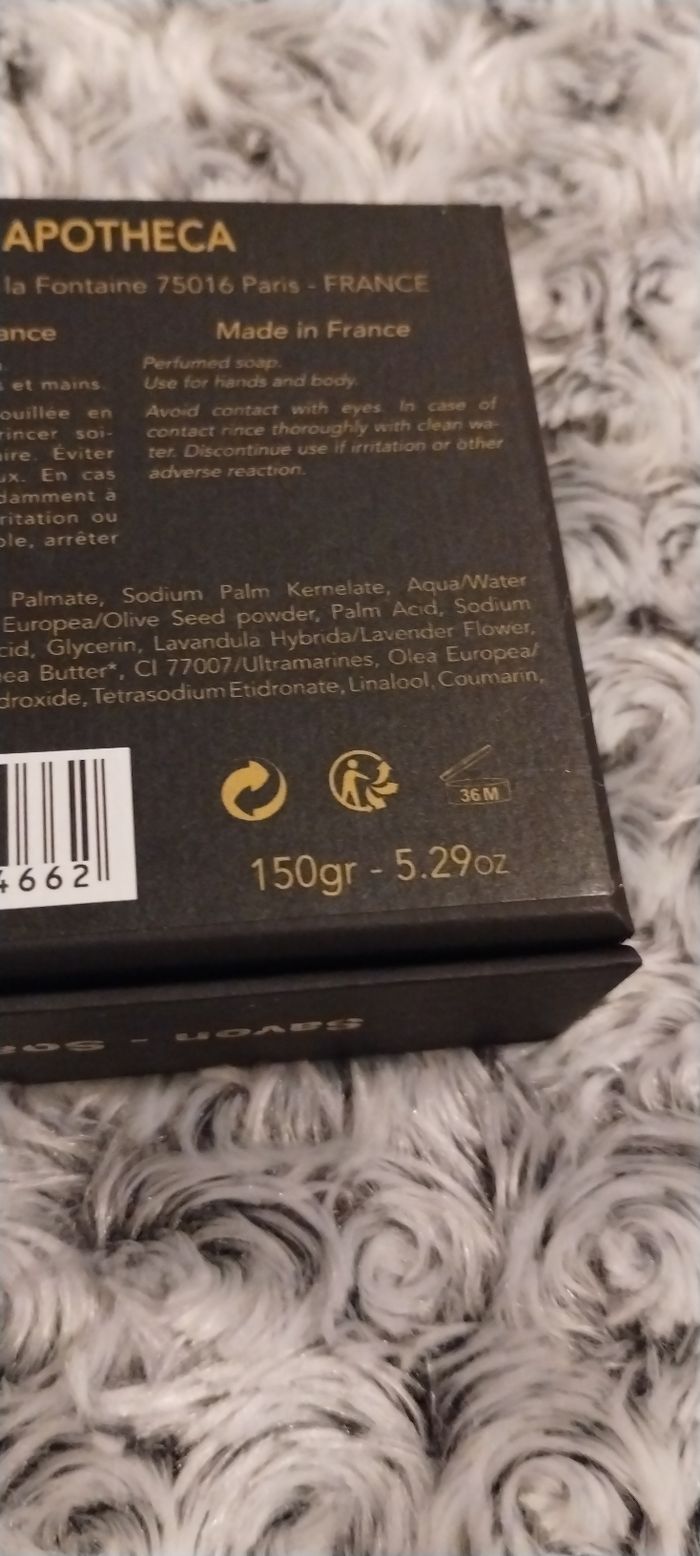 APOTHECA
la Fontaine 75016 Paris - FRANCE
ance
Made in France
Perfumed soap.
s et mains.
Use for hands and body.
ouillée en
Avoid contact with eyes. In case of
rincer soi-
contact rince thoroughly with clean wa-
aire. Éviter
ter. Discontinue use if irritation or other
ux. En cas
adverse reaction.
damment à
ritation ou
ble, arrêter
Palmate, Sodium Palm Kernelate, Aqua/Water
Europea/Olive Seed powder, Palm Acid, Sodium
cid, Glycerin, Lavandula Hybrida/Lavender Flower,
hea Butter*, CI 77007/Ultramarines, Olea Europea/
droxide, Tetrasodium Etidronate, Linalool, Coumarin,
36M
4662
150gr - 5.29oz
Savon -